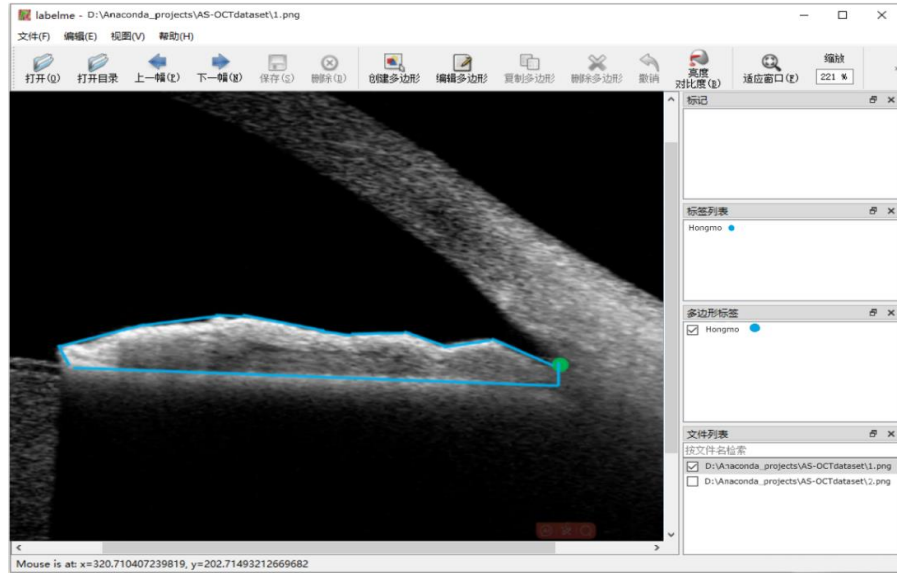 labelme - D:\Anaconda_projects\AS-OCTdataset\1.png
文件(F) 编辑(E) 视图(V) 帮助(H)
打开(O) 打开目录 上一幅(P) 下一幅(N) 保存(S) 删除(D) 创建多边形 编辑多边形 复制多边形 删除多边形 撤销 亮度对比度(B) 适应窗口(F) 缩放 221 %
标记
标签列表
Hongmo
多边形标签
Hongmo
文件列表
按文件名检索
D:\Anaconda_projects\AS-OCTdataset\1.png
D:\Anaconda_projects\AS-OCTdataset\2.png
Mouse is at: x=320.710407239819, y=202.71493212669682